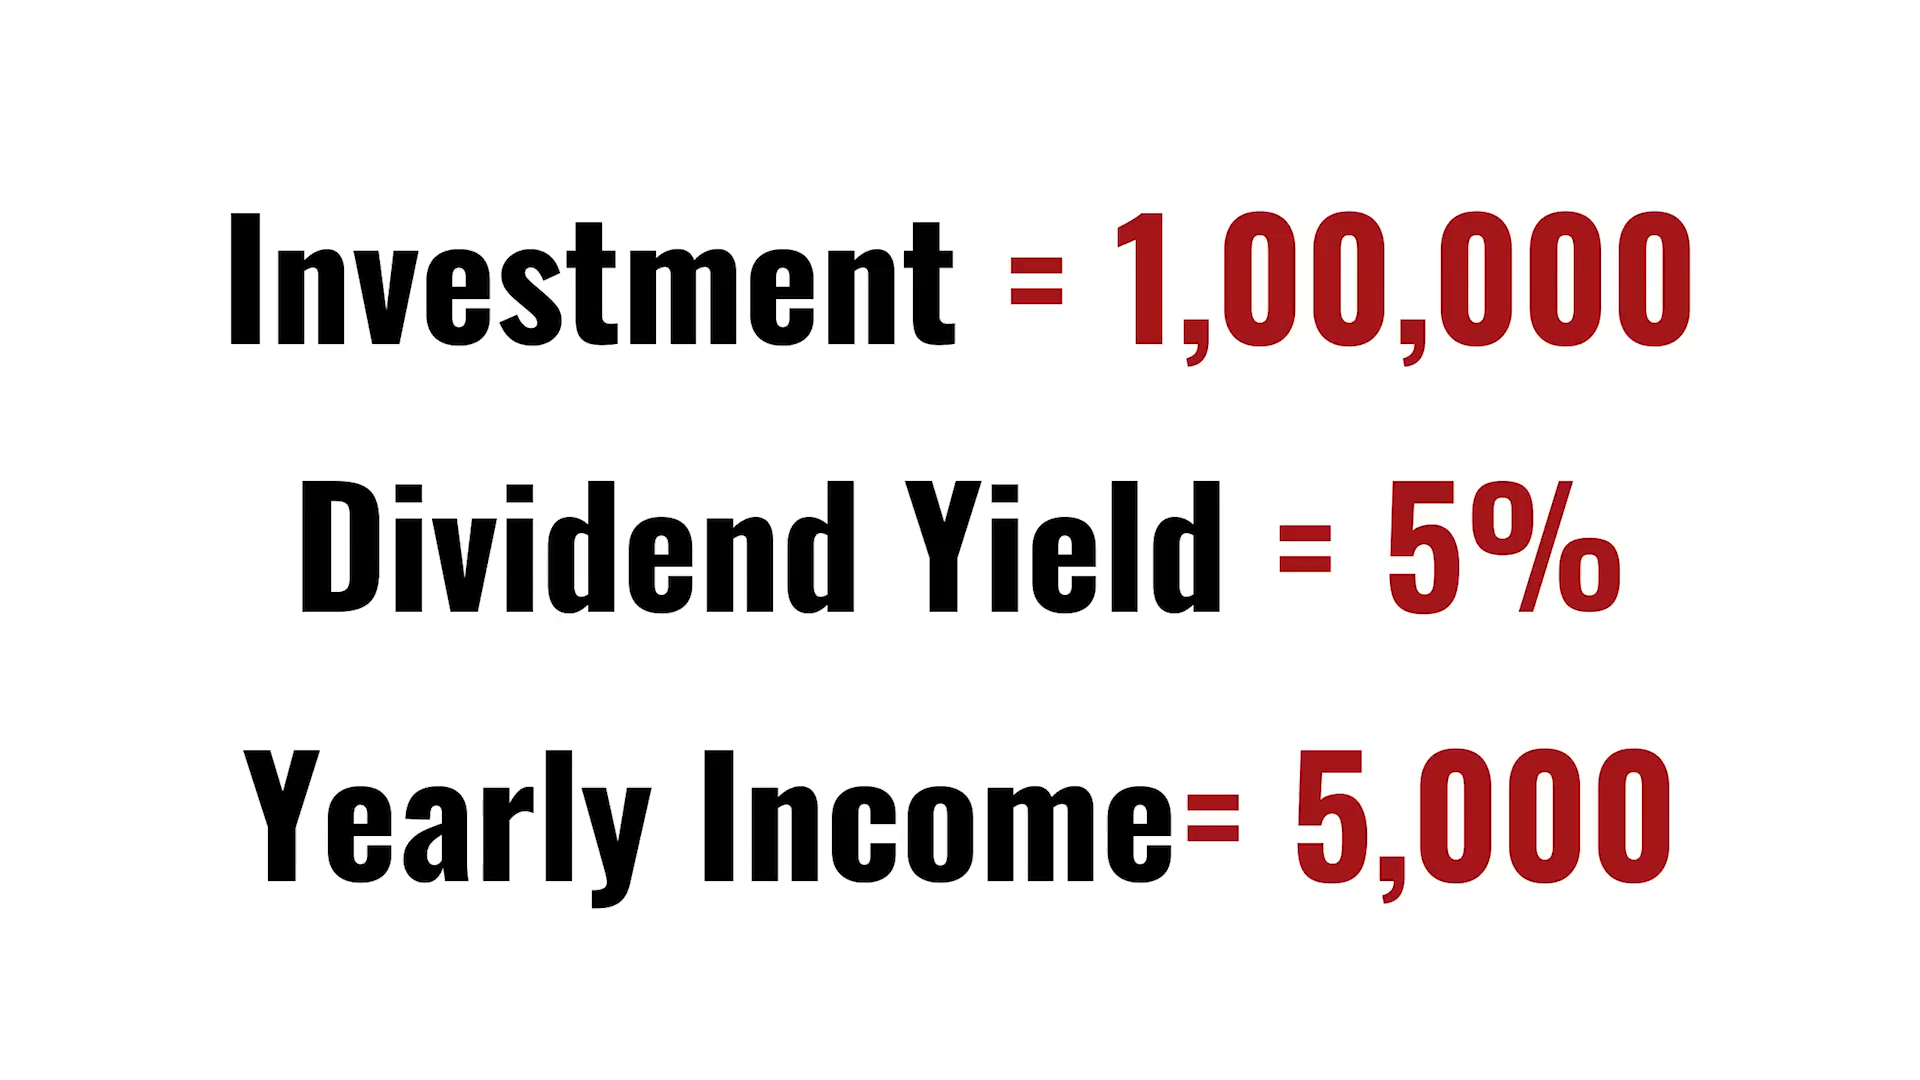 Investment = 1,00,000
Dividend Yield = 5%
Yearly Income= 5,000